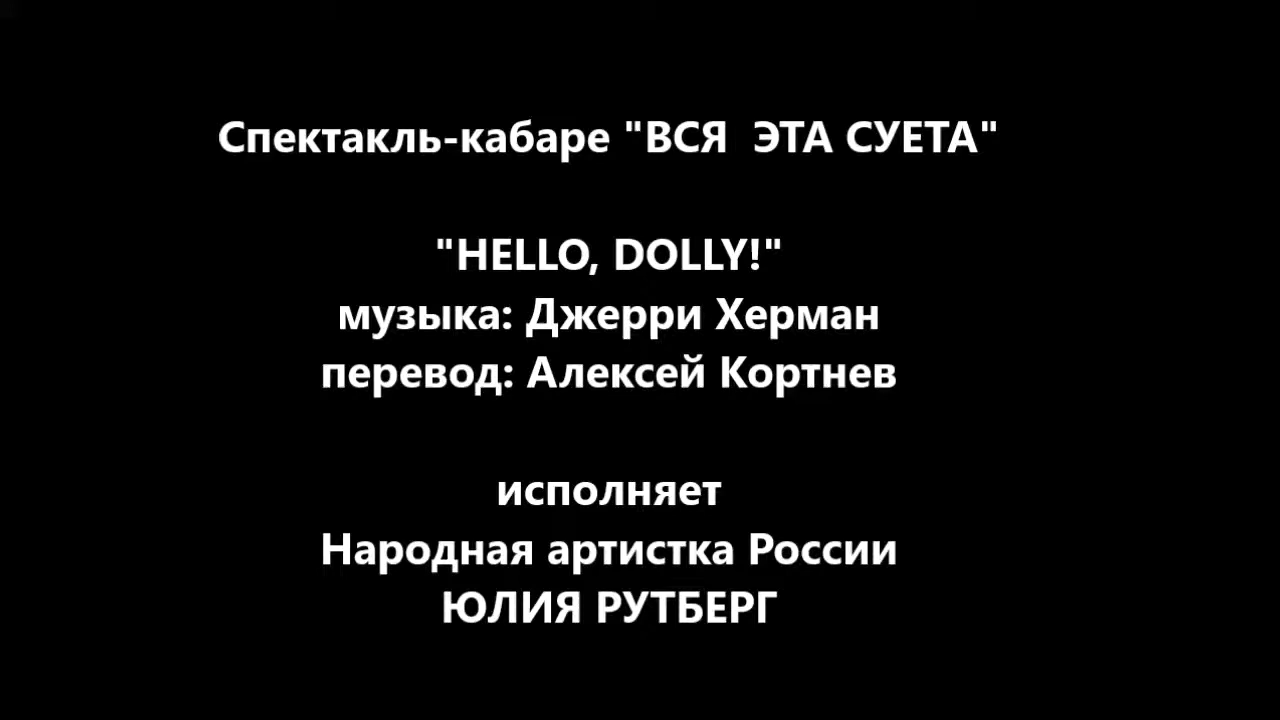 Спектакль-кабаре "ВСЯ  ЭТА СУЕТА"
"HELLO, DOLLY!"
музыка: Джерри Херман
перевод: Алексей Кортнев
исполняет
Народная артистка России
ЮЛИЯ РУТБЕРГ